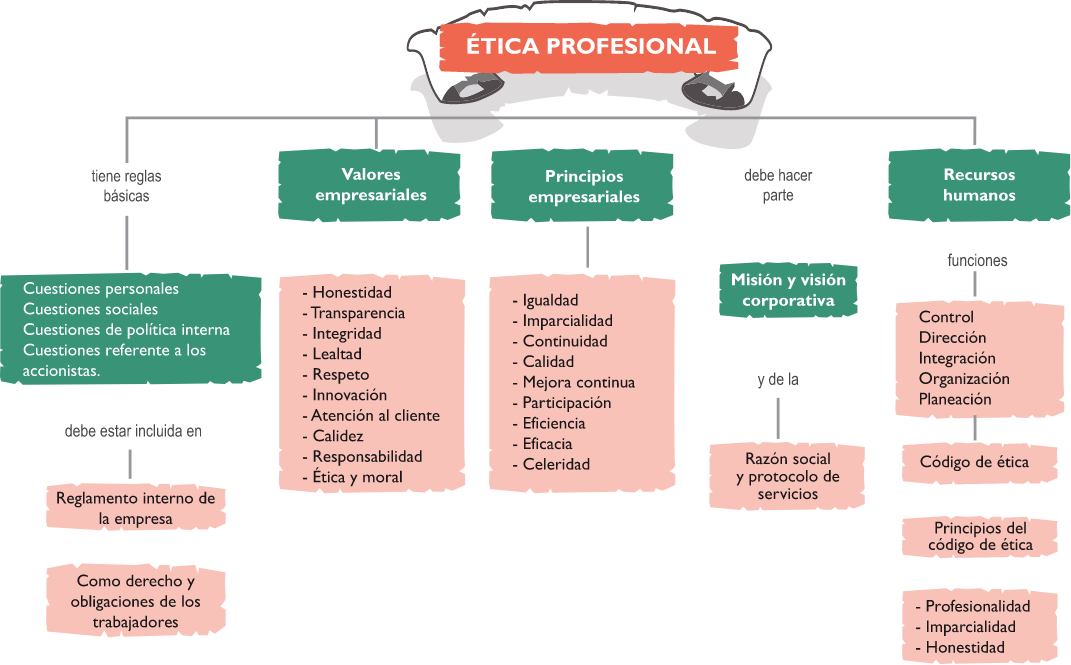 ÉTICA PROFESIONAL
tiene reglas
básicas
Cuestiones personales
Cuestiones sociales
Cuestiones de política interna
Cuestiones referente a los
accionistas.
debe estar incluida en
Reglamento interno de
la empresa
Como derecho y
obligaciones de los
trabajadores
Valores
empresariales
- Honestidad
- Transparencia
- Integridad
- Lealtad
- Respeto
- Innovación
- Atención al cliente
- Calidez
- Responsabilidad
- Ética y moral
Principios
empresariales
- Igualdad
- Imparcialidad
- Continuidad
- Calidad
- Mejora continua
- Participación
- Eficiencia
- Eficacia
- Celeridad
debe hacer
parte
Misión y visión
corporativa
y de la
Razón social
y protocolo de
servicios
Recursos
humanos
funciones
Control
Dirección
Integración
Organización
Planeación
Código de ética
Principios del
código de ética
- Profesionalidad
- Imparcialidad
- Honestidad